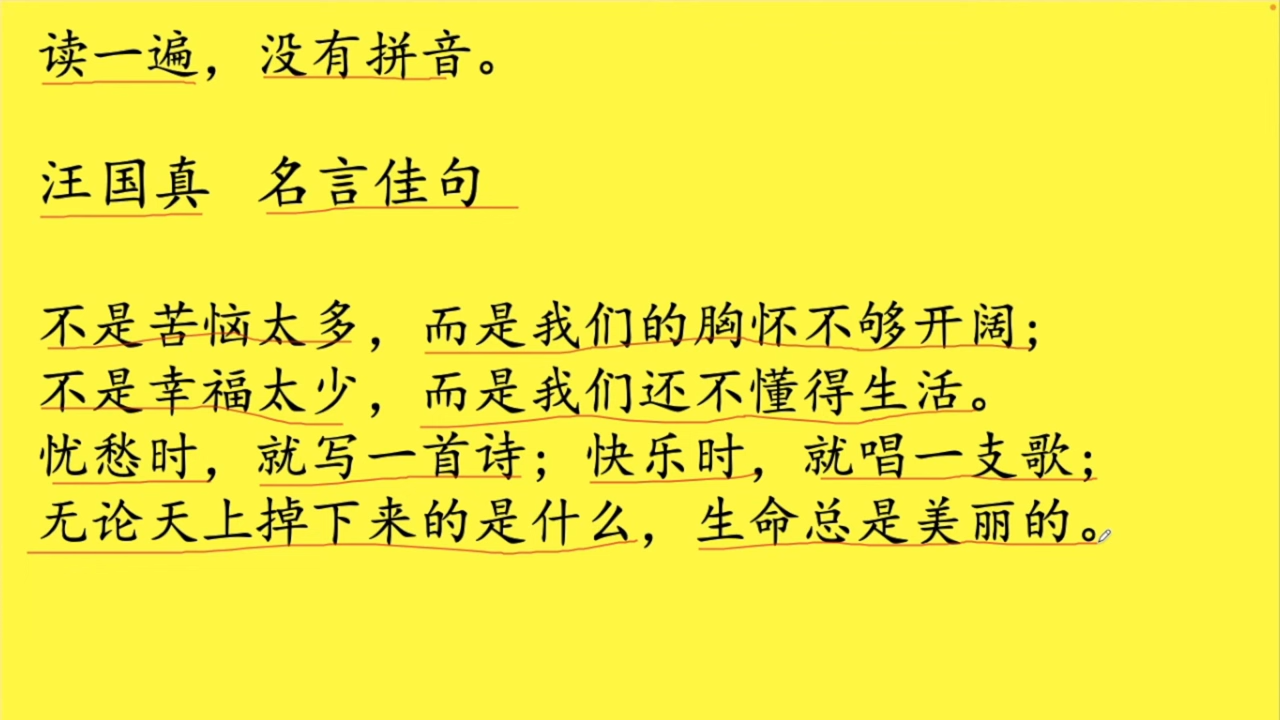 读一遍，没有拼音。
汪国真 名言佳句
不是苦恼太多，而是我们的胸怀不够开阔；
不是幸福太少，而是我们还不懂得生活。
忧愁时，就写一首诗；快乐时，就唱一支歌；
无论天上掉下来的是什么，生命总是美丽的。